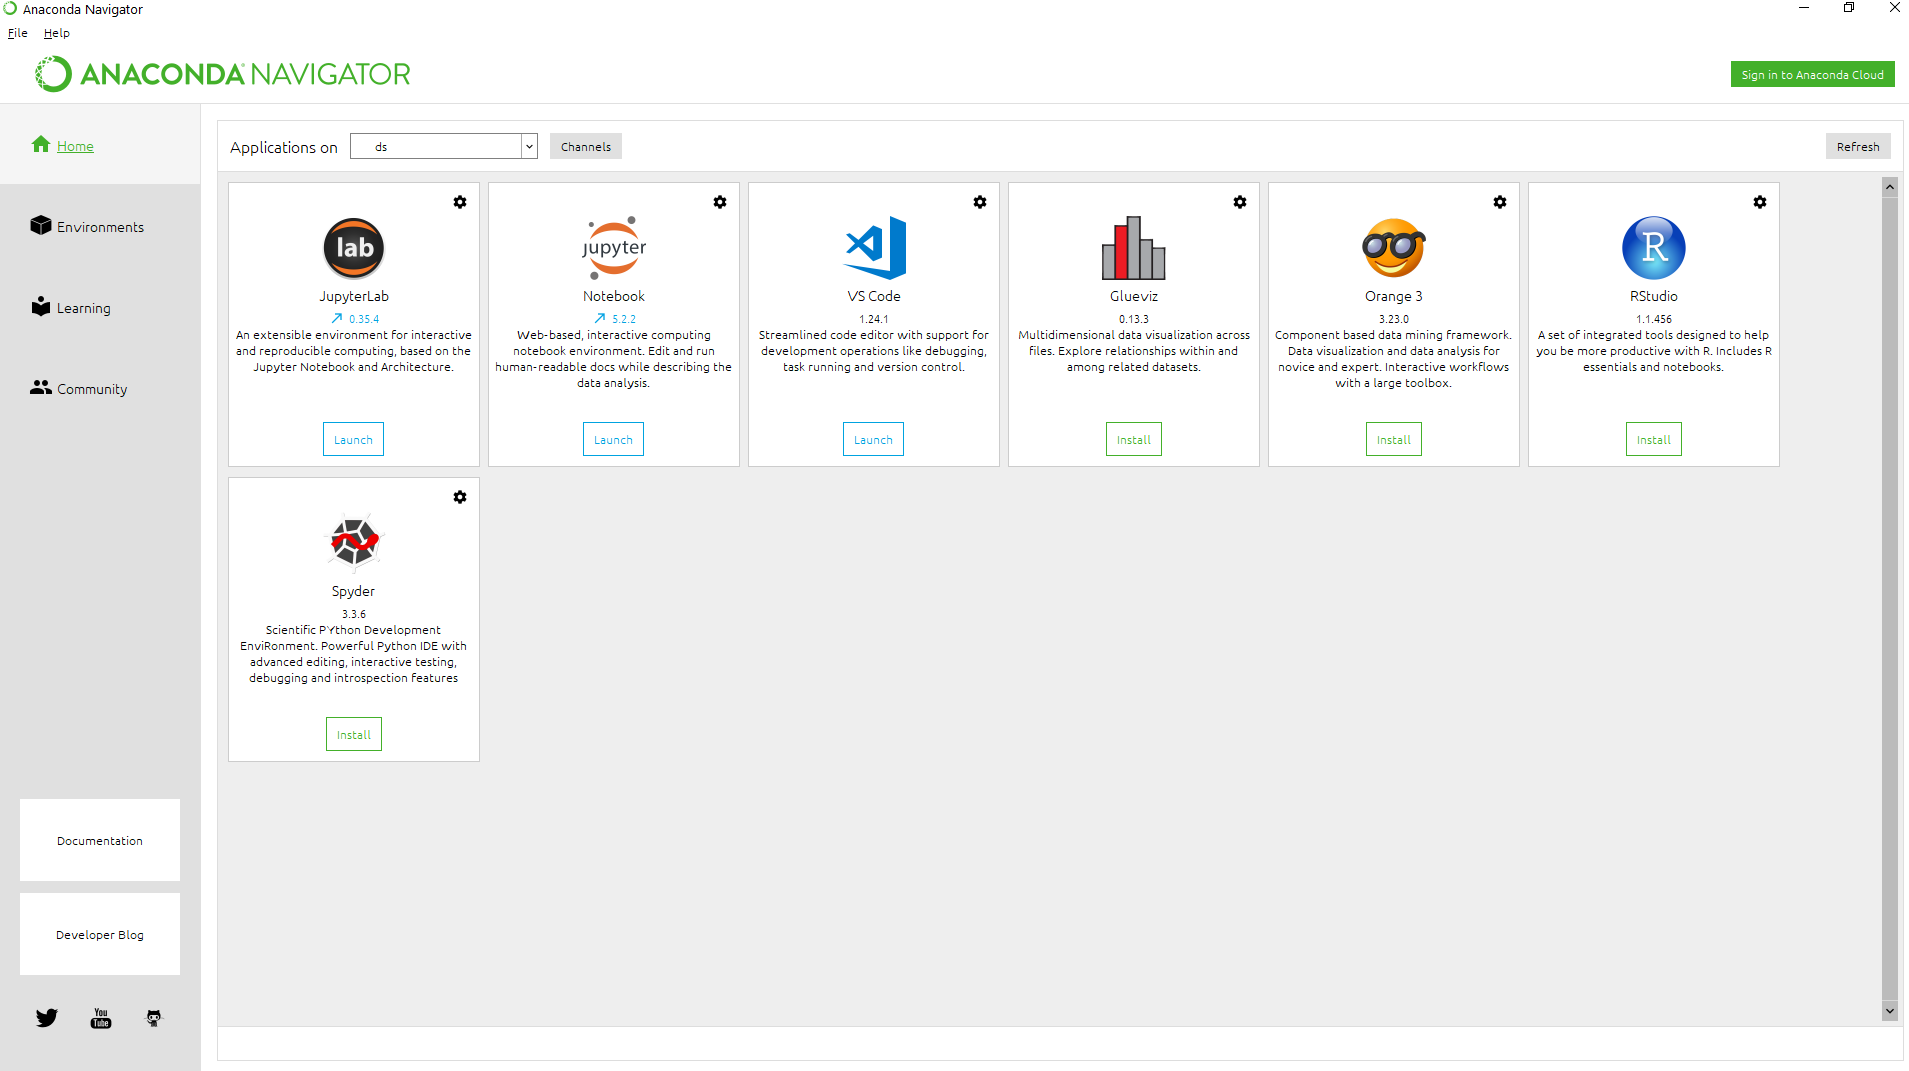 Anaconda Navigator
File Help
ANACONDA NAVIGATOR
Sign in to Anaconda Cloud
Home
Environments
Learning
Community
Documentation
Developer Blog
You
Tube
Applications on ds Channels Refresh
lab
JupyterLab
0.35.4
An extensible environment for interactive
and reproducible computing, based on the
Jupyter Notebook and Architecture.
Launch
jupyter
Notebook
5.2.2
Web-based, interactive computing
notebook environment. Edit and run
human-readable docs while describing the
data analysis.
Launch
VS Code
1.24.1
Streamlined code editor with support for
development operations like debugging,
task running and version control.
Launch
Glueviz
0.13.3
Multidimensional data visualization across
files. Explore relationships within and
among related datasets.
Install
Orange 3
3.23.0
Component based data mining framework.
Data visualization and data analysis for
novice and expert. Interactive workflows
with a large toolbox.
Install
R
RStudio
1.1.456
A set of integrated tools designed to help
you be more productive with R. Includes R
essentials and notebooks.
Install
Spyder
3.3.6
Scientific PYthon Development
EnviRonment. Powerful Python IDE with
advanced editing, interactive testing,
debugging and introspection features
Install